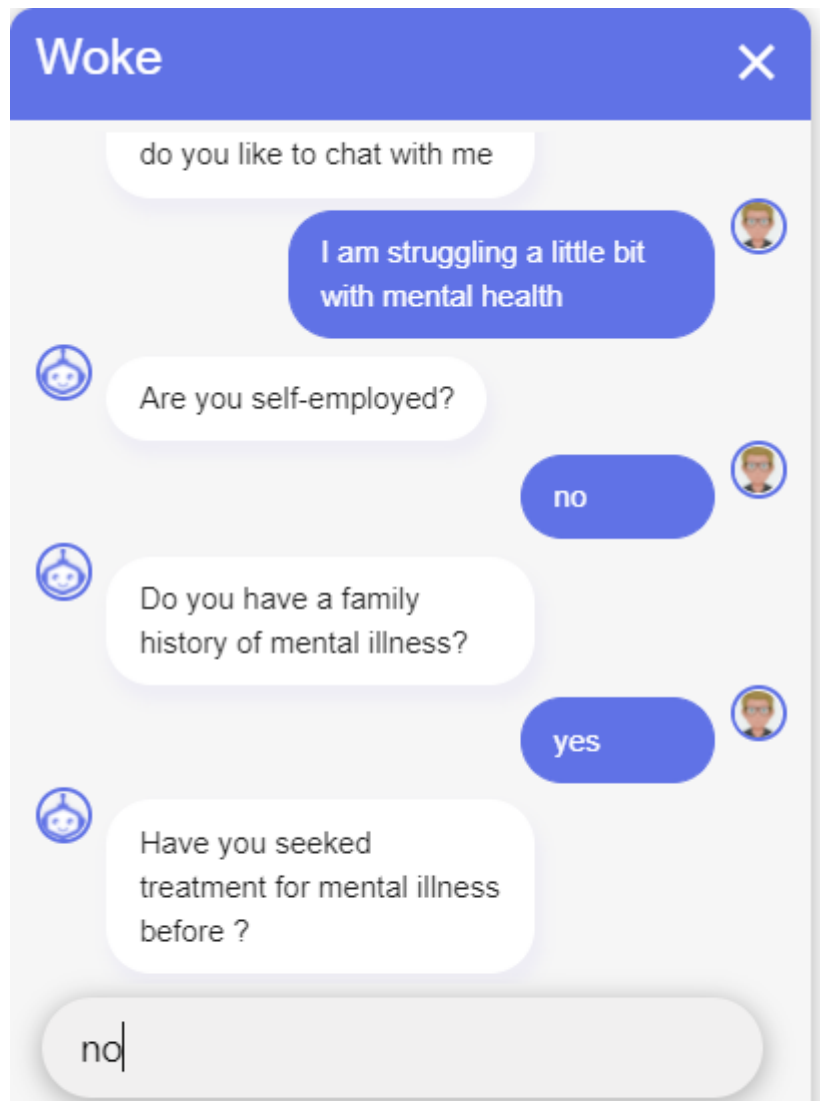 Woke
do you like to chat with me
I am struggling a little bit
with mental health
Are you self-employed?
no
Do you have a family
history of mental illness?
yes
Have you seeked
treatment for mental illness
before ?
no